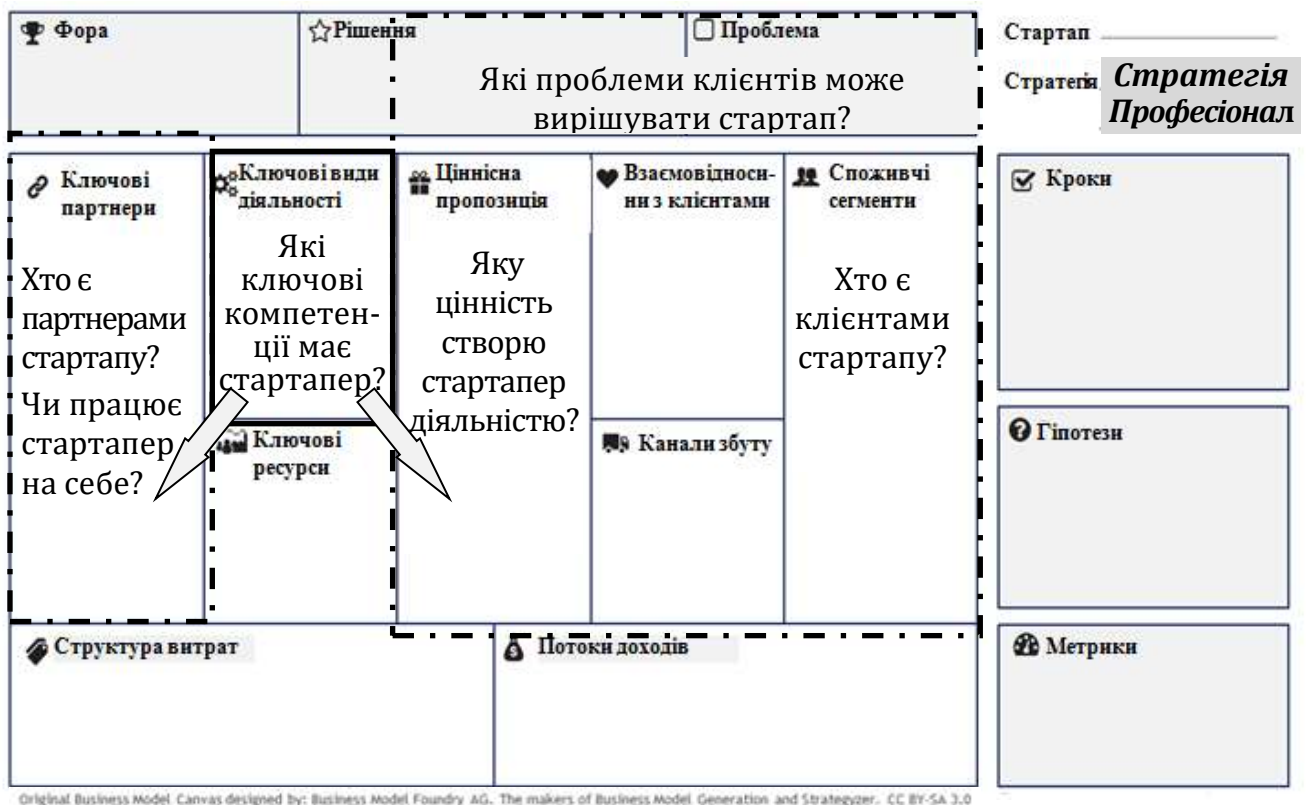 Фора
Рішення
Проблема
Які проблеми клієнтів може
вирішувати стартап?
Стартап
Стратегія
Стратегія
Професіонал
Ключові
партнери
Хто є
партнерами
стартапу?
Чи працює
стартапер
на себе?
Ключові види
діяльності
Які
ключові
компетен-
ції має
стартапер?
Ключові
ресурси
Ціннісна
пропозиція
Яку
цінність
створю
стартапер
діяльністю?
Взаємовідноси-
ни з клієнтами
Канали збуту
Споживчі
сегменти
Хто є
клієнтами
стартапу?
Кроки
Гіпотези
Метрики
Структура витрат
Потоки доходів
Original Business Model Canvas designed by: Business Model Foundry AG. The makers of Business Model Generation and Strategyzer. CC BY-SA 3.0